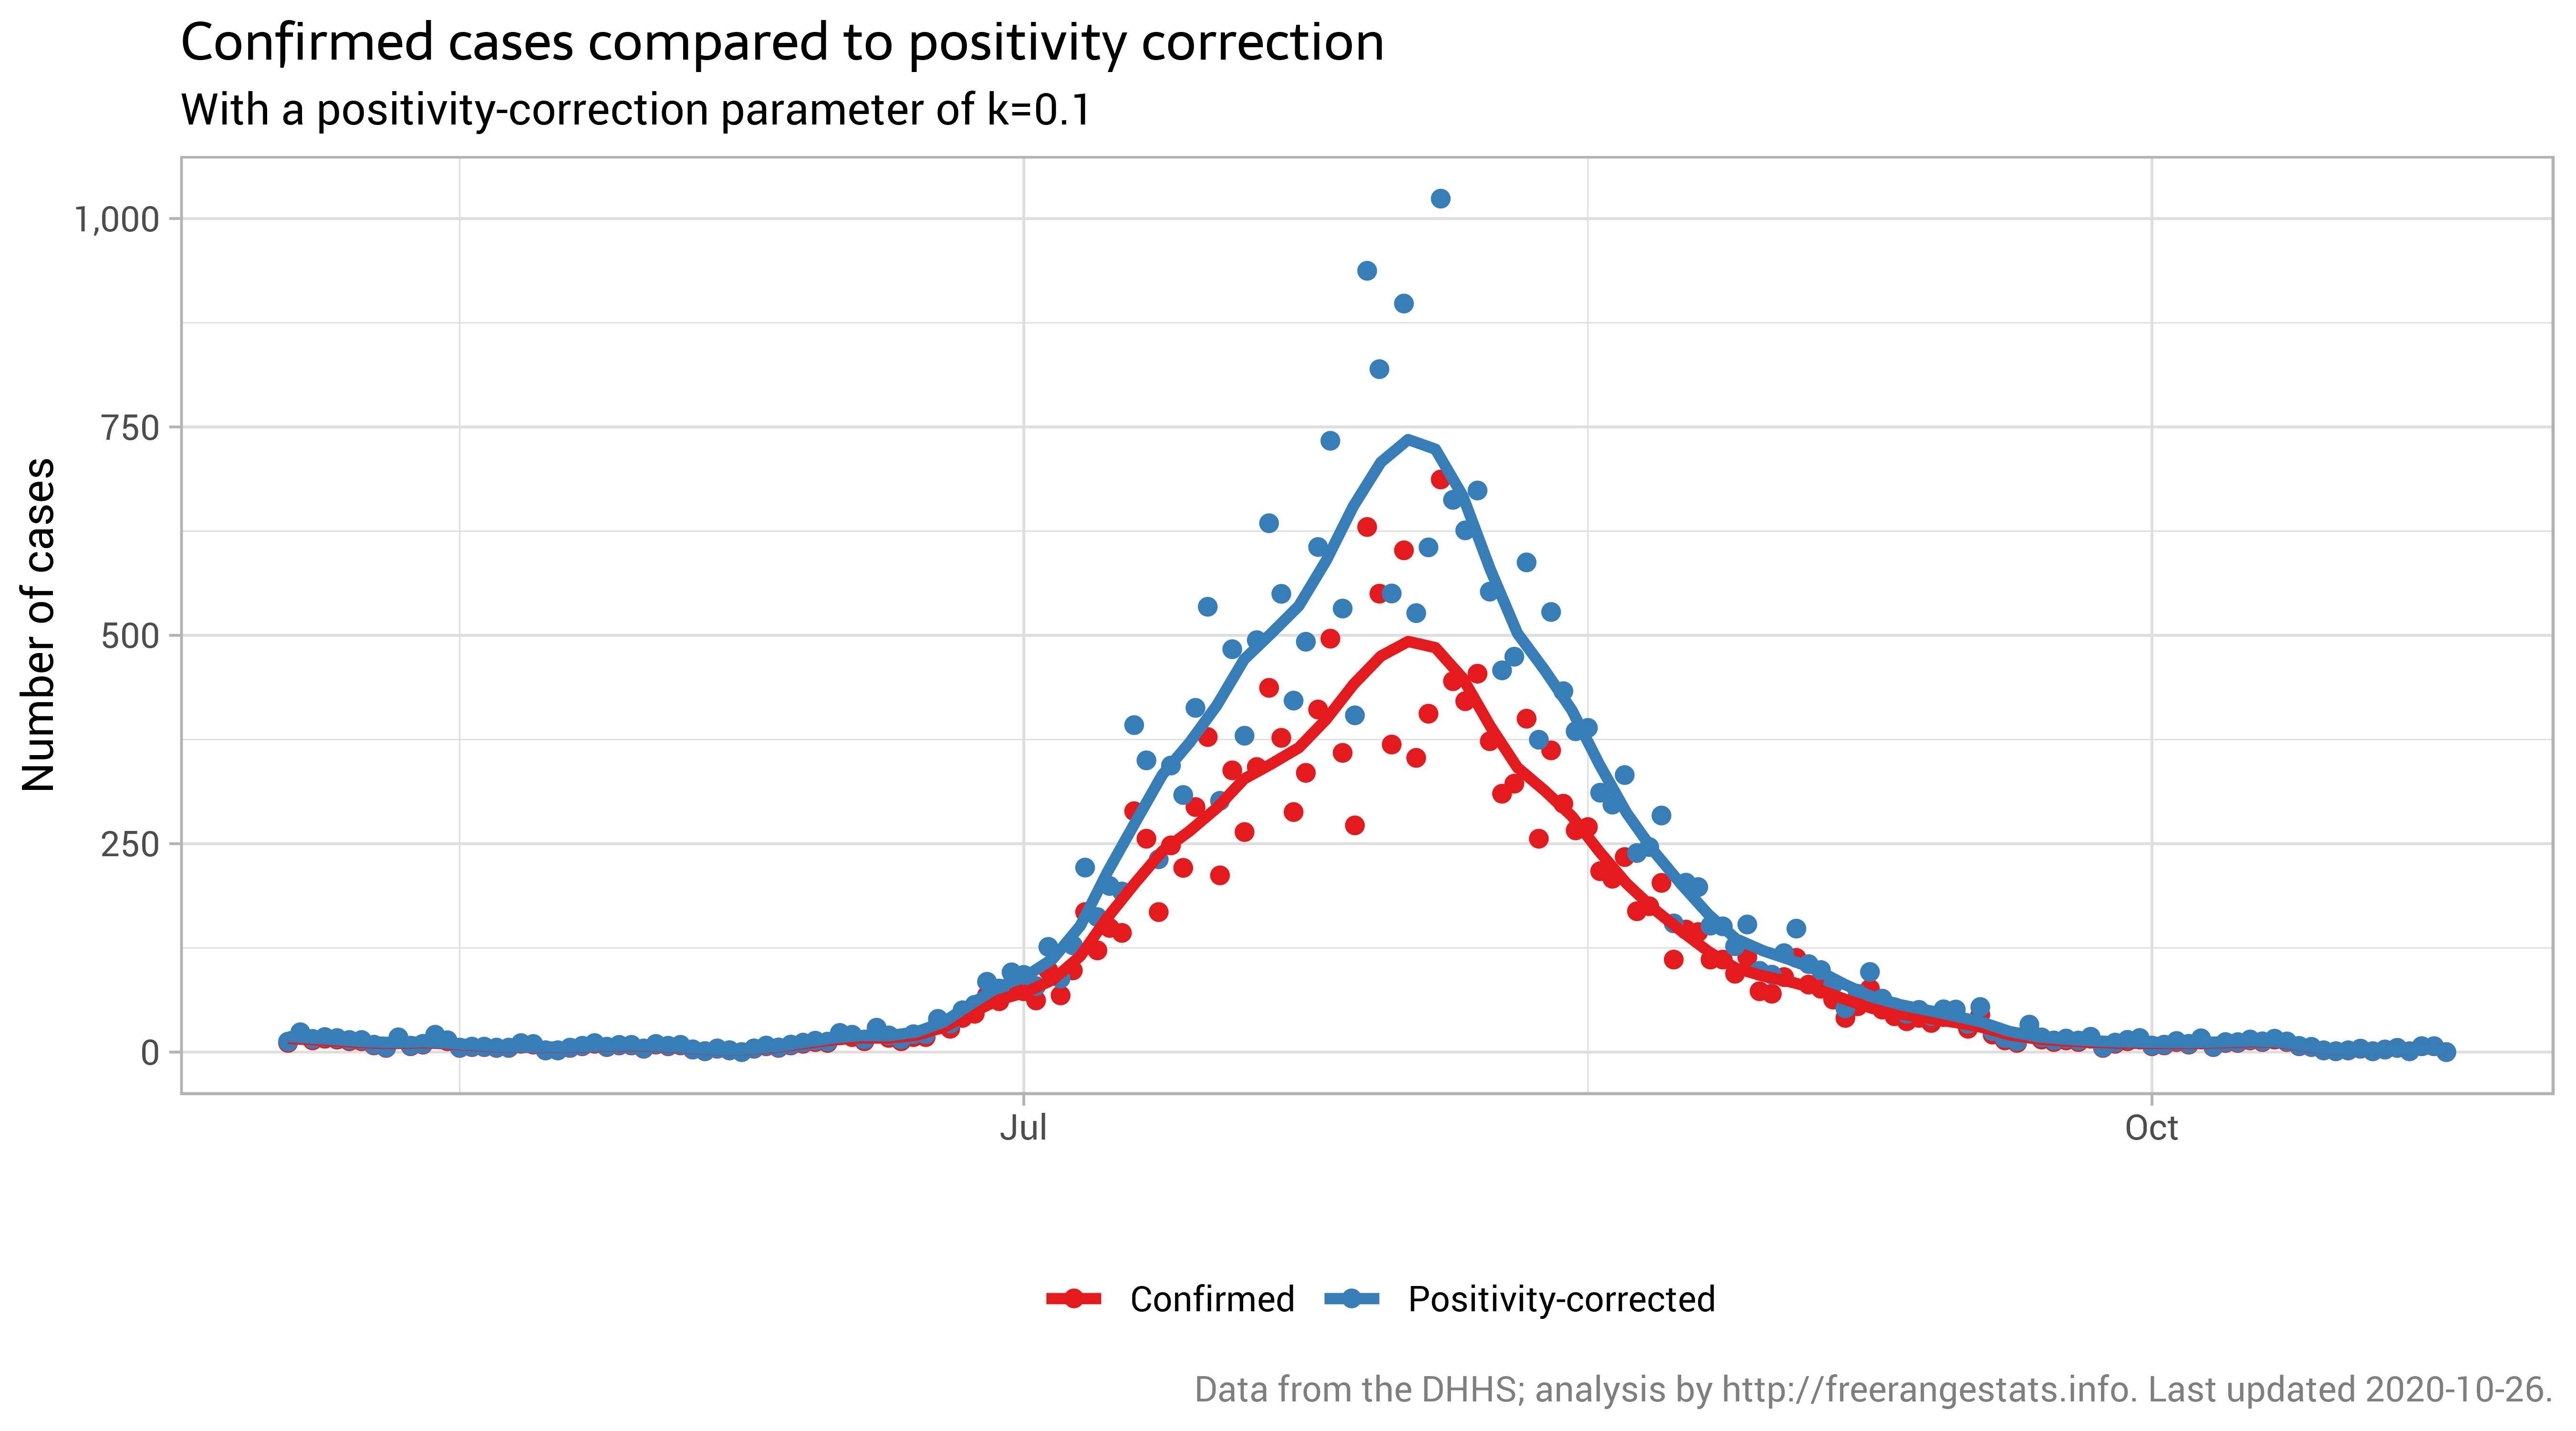 Confirmed cases compared to positivity correction
With a positivity-correction parameter of k=0.1
Number of cases
1,000
750
500
250
0
Jul
Oct
Confirmed
Positivity-corrected
Data from the DHHS; analysis by http://freerangestats.info. Last updated 2020-10-26.